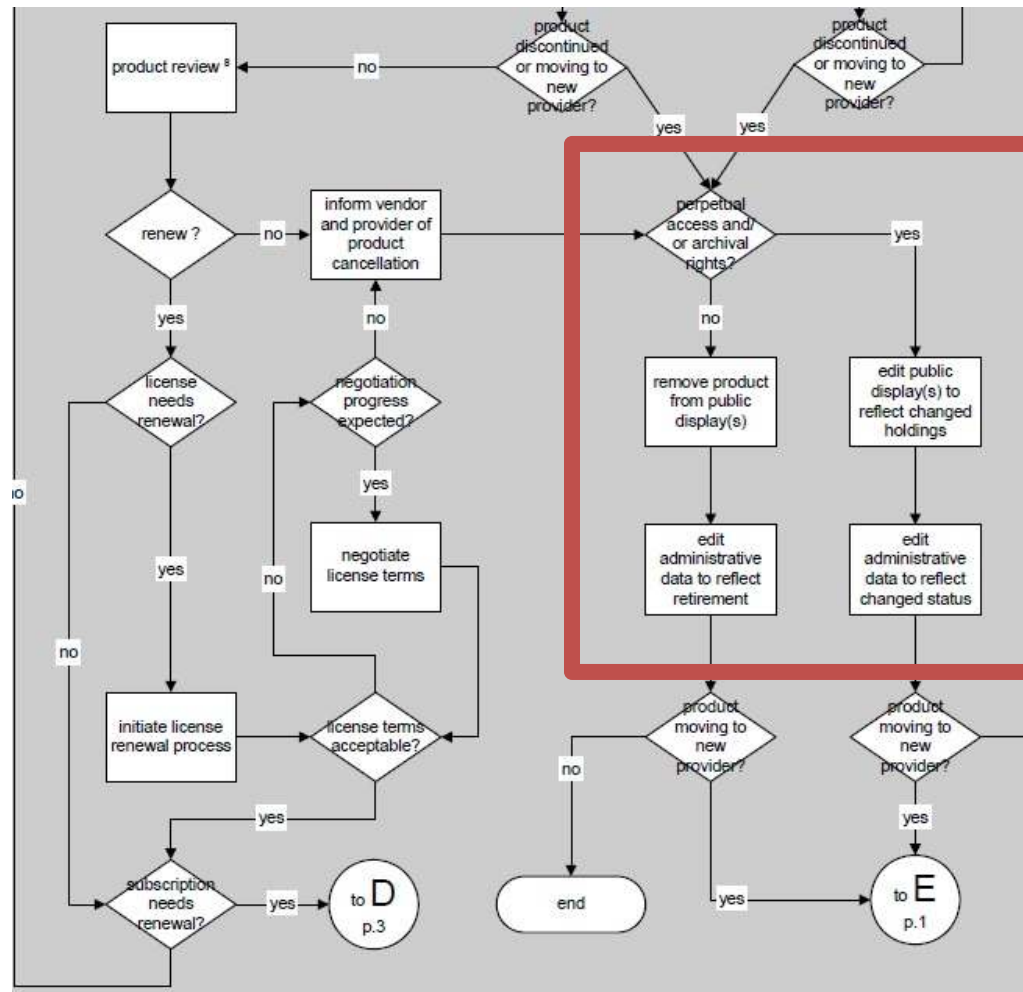 product
discontinued
or moving to
new
provider?
product
discontinued
or moving to
new
provider?
product review 8
no
yes
yes
renew ?
no
inform vendor
and provider of
product
cancellation
perpetual
access and/
or archival
rights?
yes
yes
no
no
license
needs
renewal?
negotiation
progress
expected?
remove product
from public
display(s)
edit public
display(s) to
reflect changed
holdings
yes
negotiate
license terms
edit
administrative
data to reflect
retirement
edit
administrative
data to reflect
changed status
yes
no
no
initiate license
renewal process
license terms
acceptable?
product
moving to
new
provider?
product
moving to
new
provider?
no
yes
yes
subscription
needs
renewal?
yes
to D
p.3
end
yes
to E
p.1